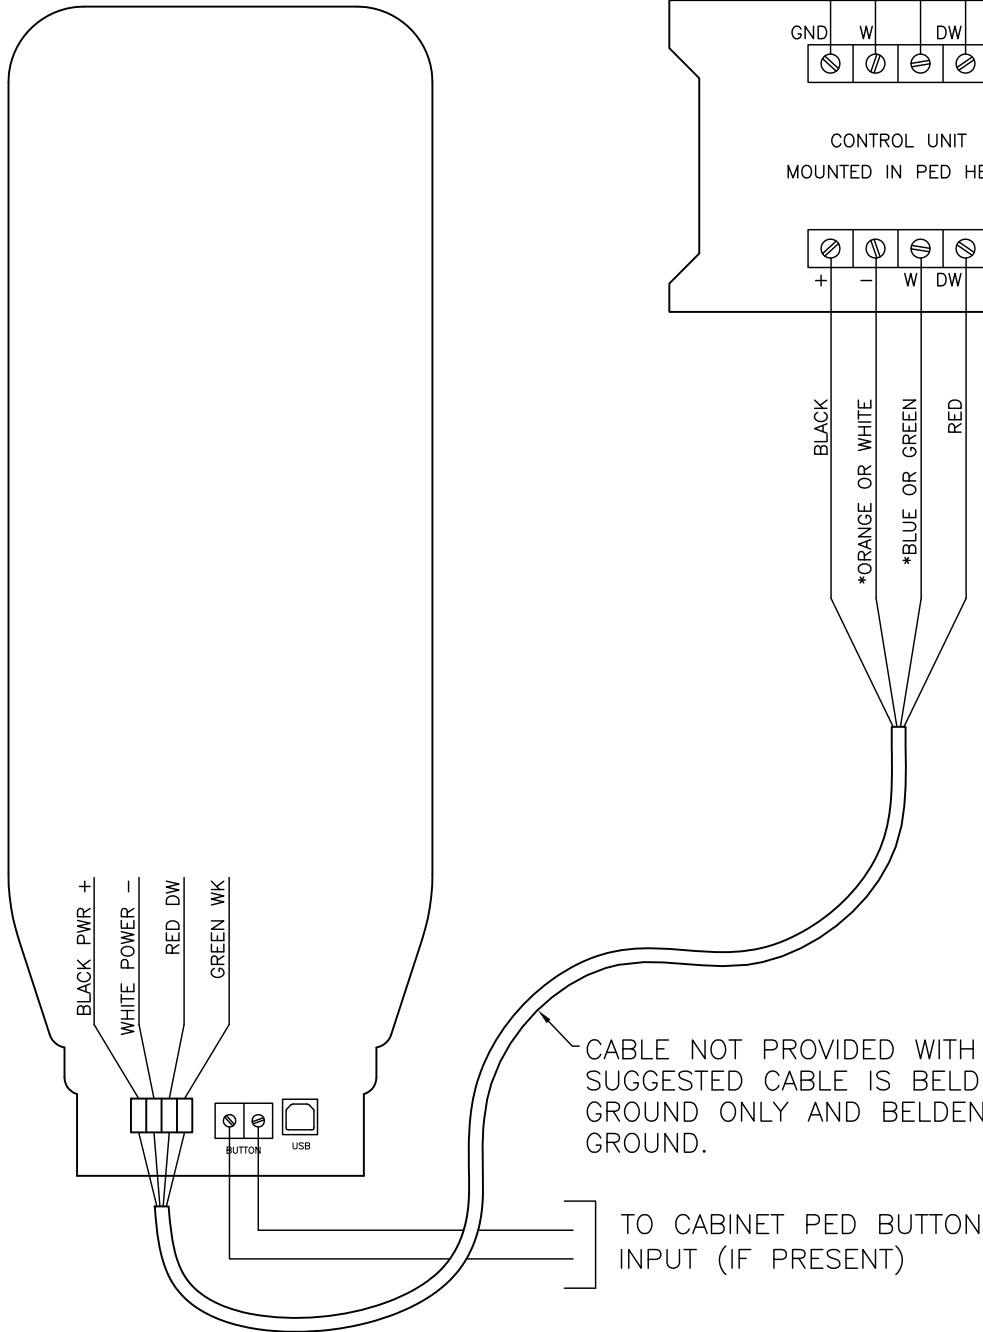 GND W DW
CONTROL UNIT
MOUNTED IN PED HE
+ - W DW
BLACK
*ORANGE OR WHITE
*BLUE OR GREEN
RED
BLACK PWR +
WHITE POWER -
RED DW
GREEN WK
BUTTON
USB
CABLE NOT PROVIDED WITH
SUGGESTED CABLE IS BELD
GROUND ONLY AND BELDEN
GROUND.
TO CABINET PED BUTTON
INPUT (IF PRESENT)